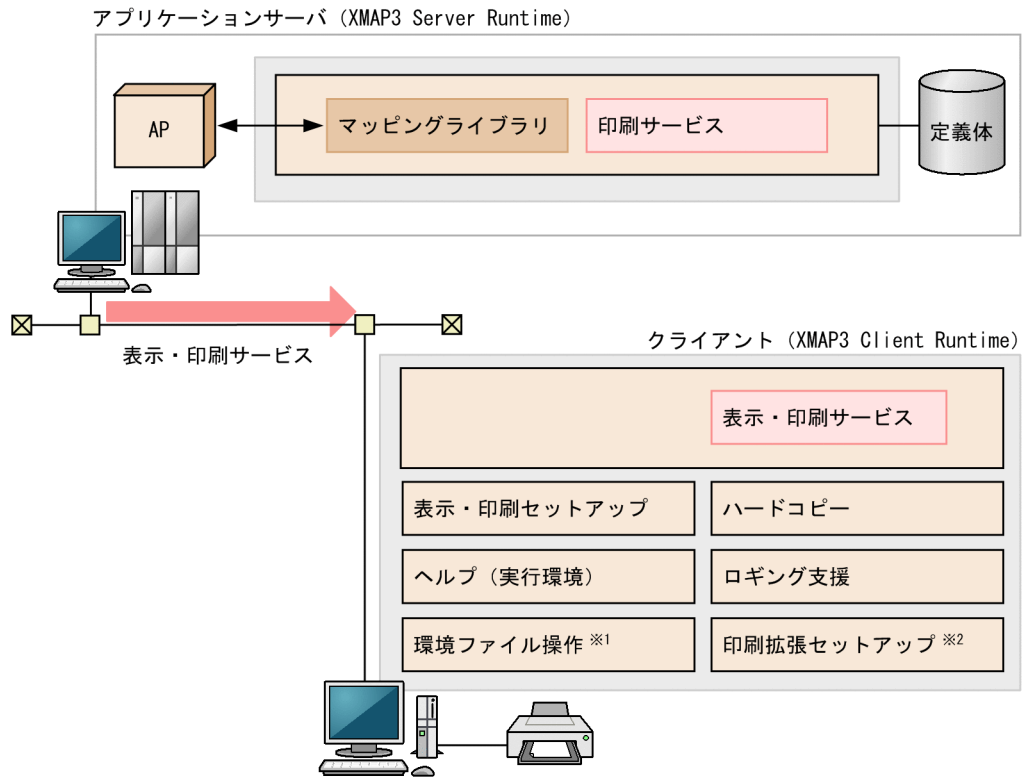 アプリケーションサーバ（XMAP3 Server Runtime）
AP
マッピングライブラリ
印刷サービス
定義体
表示・印刷サービス
クライアント（XMAP3 Client Runtime）
表示・印刷サービス
表示・印刷セットアップ
ハードコピー
ヘルプ（実行環境）
ロギング支援
環境ファイル操作 ※1
印刷拡張セットアップ ※2